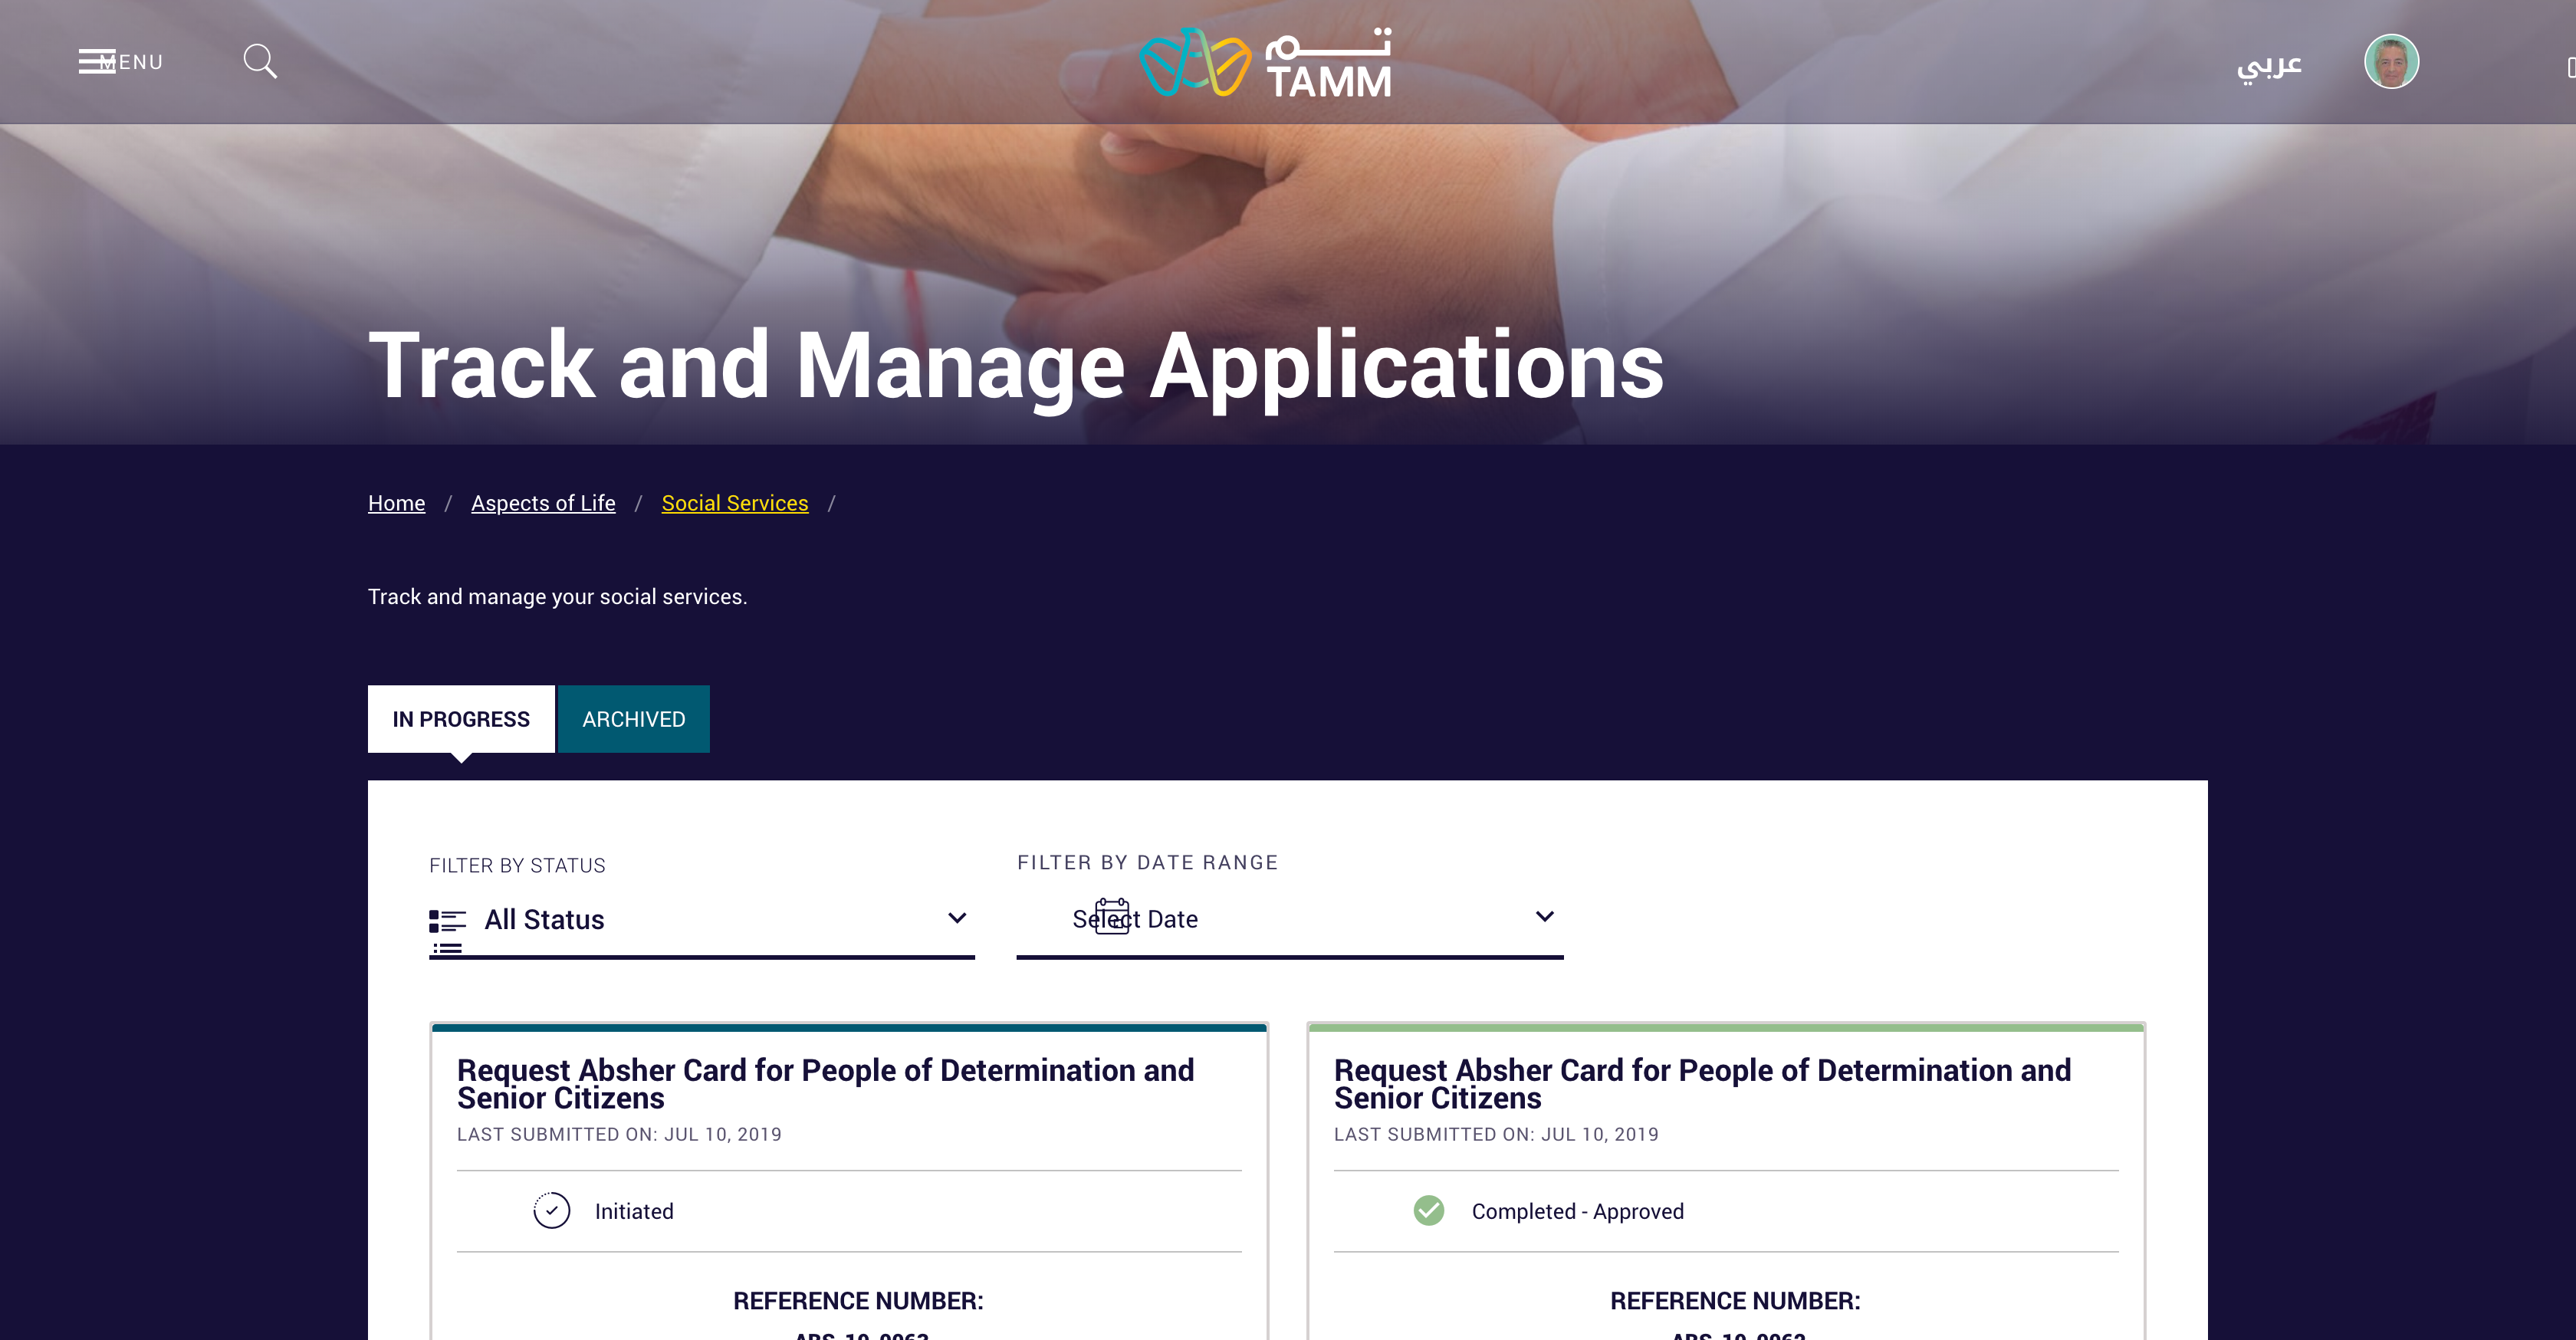 MENU
تم
TAMM
عربي
Track and Manage Applications
Home / Aspects of Life / Social Services /
Track and manage your social services.
IN PROGRESS
ARCHIVED
FILTER BY STATUS
FILTER BY DATE RANGE
All Status
Select Date
Request Absher Card for People of Determination and
Senior Citizens
LAST SUBMITTED ON: JUL 10, 2019
Initiated
REFERENCE NUMBER:
Request Absher Card for People of Determination and
Senior Citizens
LAST SUBMITTED ON: JUL 10, 2019
Completed - Approved
REFERENCE NUMBER: